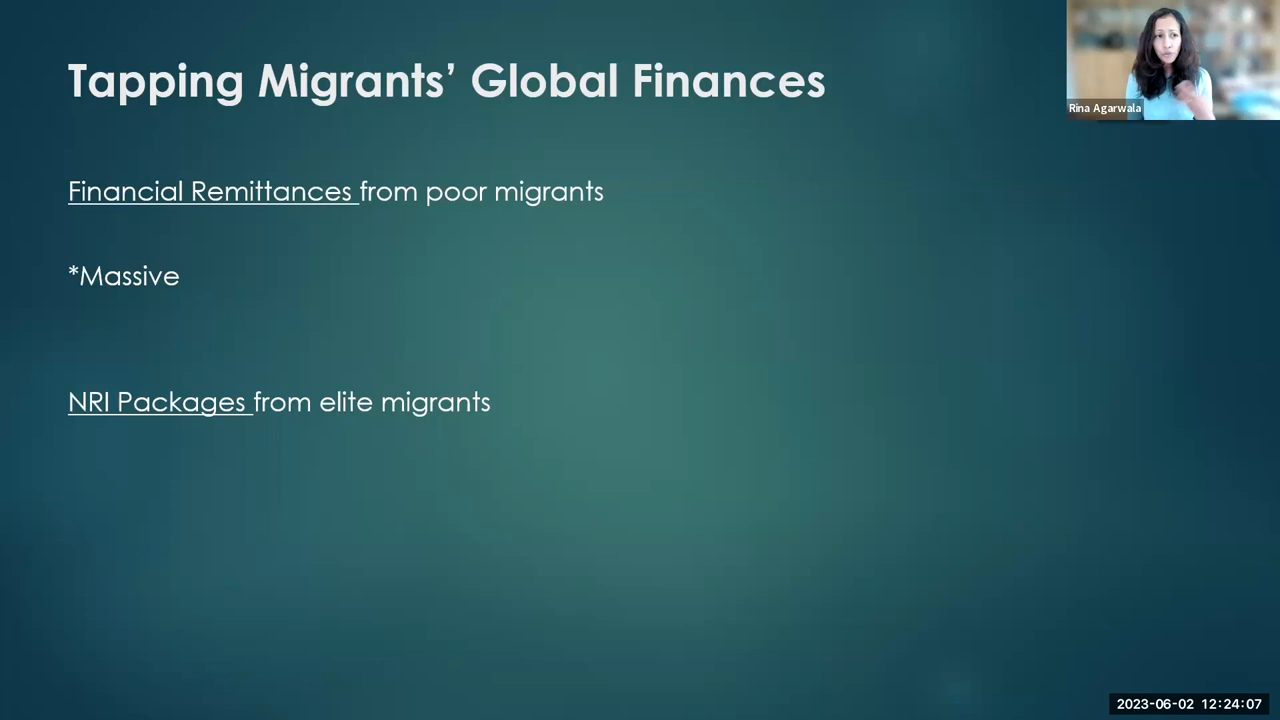 Tapping Migrants’ Global Finances
Rina Agarwala
Financial Remittances from poor migrants
*Massive
NRI Packages from elite migrants
2023-06-02 12:24:07